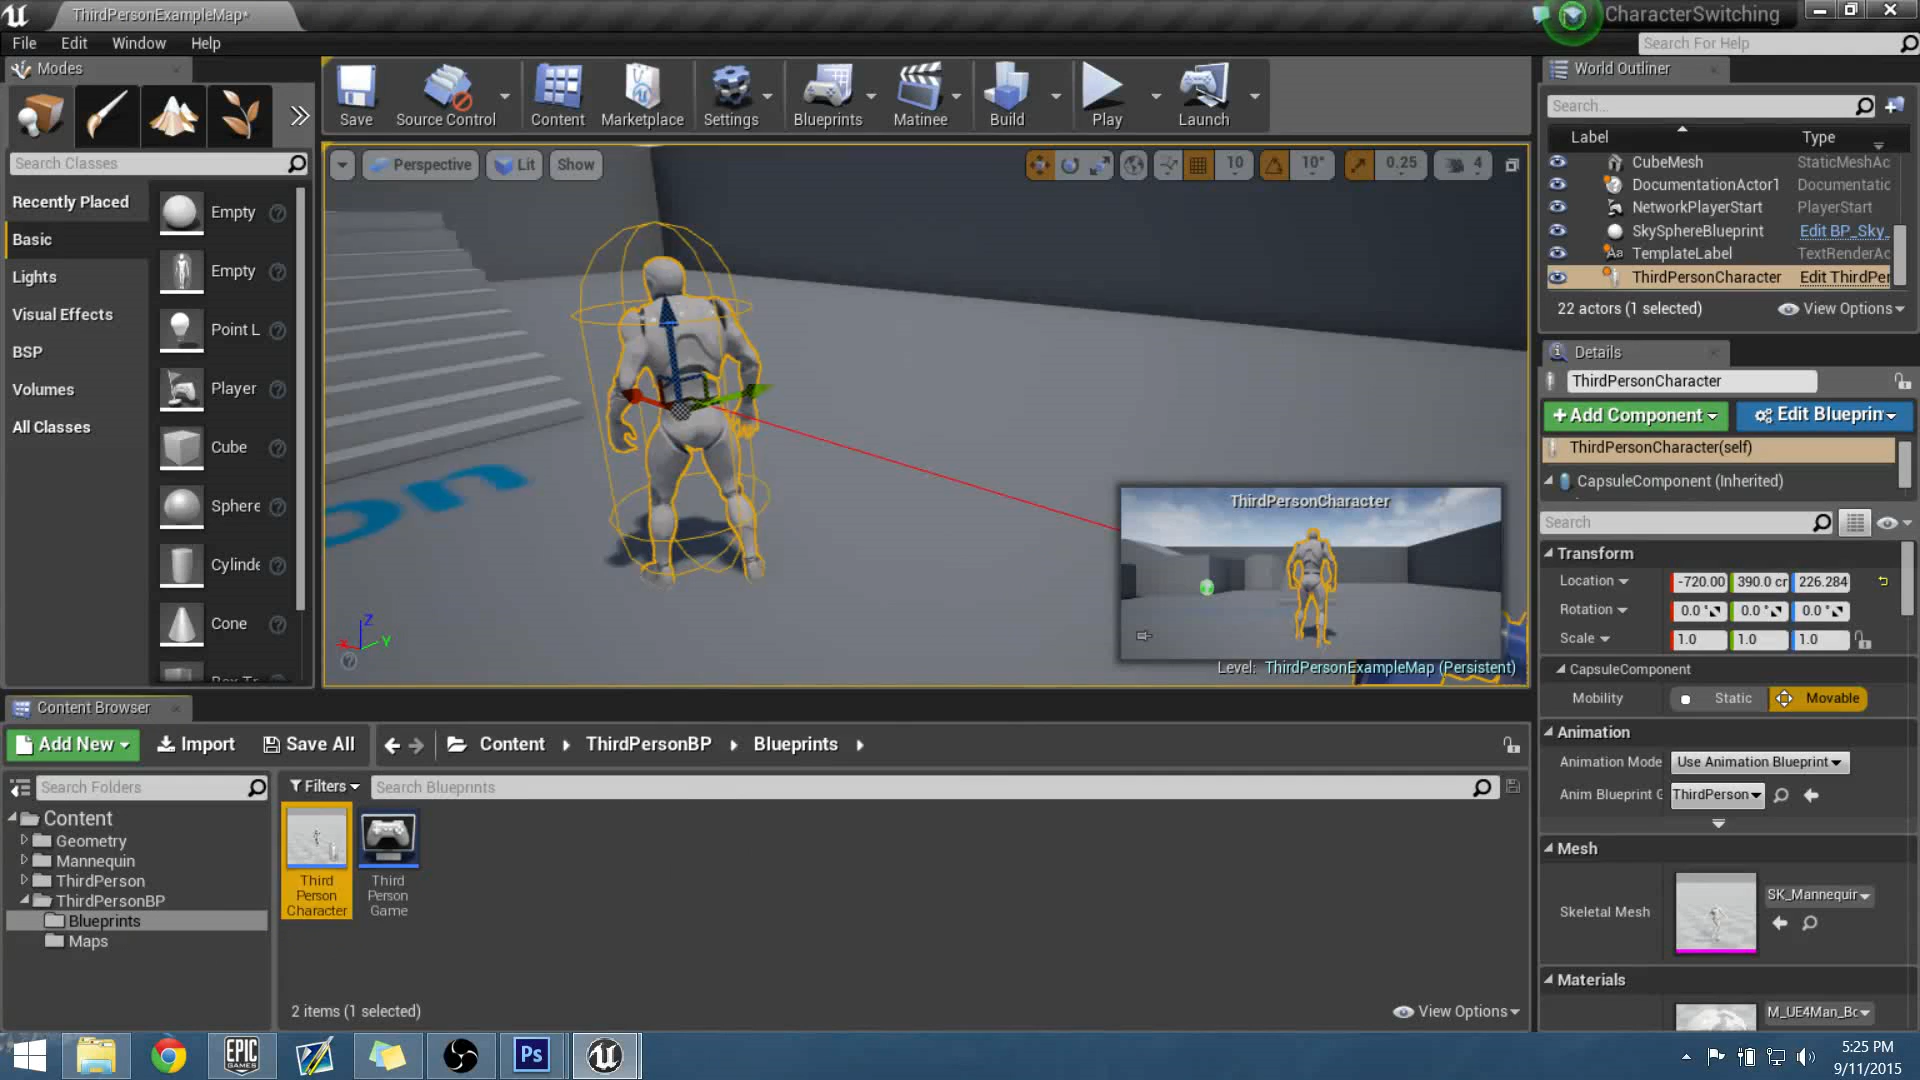 ThirdPersonExampleMap*
CharacterSwitching
File Edit Window Help
Search For Help
Modes
Search Classes
Recently Placed
Basic
Lights
Visual Effects
BSP
Volumes
All Classes
Empty
Empty
Point L
Player
Cube
Sphere
Cylinde
Cone
Save
Source Control
Content
Marketplace
Settings
Blueprints
Matinee
Build
Play
Launch
Perspective
Lit
Show
10
10°
0.25
4
on
ThirdPersonCharacter
Z
Y
X
Level: ThirdPersonExampleMap (Persistent)
World Outliner
Search...
Label Type
CubeMesh StaticMeshAc
DocumentationActor1 Documentatic
NetworkPlayerStart PlayerStart
SkySphereBlueprint Edit BP_Sky_
TemplateLabel TextRenderAc
ThirdPersonCharacter Edit ThirdPer
22 actors (1 selected)
View Options
Details
ThirdPersonCharacter
+Add Component
Edit Blueprin
ThirdPersonCharacter(self)
CapsuleComponent (Inherited)
Search
Transform
Location -720.00 390.0 cr 226.284
Rotation 0.0 ° 0.0 ° 0.0 °
Scale 1.0 1.0 1.0
CapsuleComponent
Mobility Static Movable
Animation
Animation Mode Use Animation Blueprint
Anim Blueprint G ThirdPerson
Mesh
Skeletal Mesh SK_Mannequin
Materials
M_UE4Man_Bc
Content Browser
Add New
Import
Save All
Content
ThirdPersonBP
Blueprints
Search Folders
Content
Geometry
Mannequin
ThirdPerson
ThirdPersonBP
Blueprints
Maps
Filters
Search Blueprints
Third
Person
Character
Third
Person
Game
2 items (1 selected)
View Options
EPIC
GAMES
Ps
5:25 PM
9/11/2015